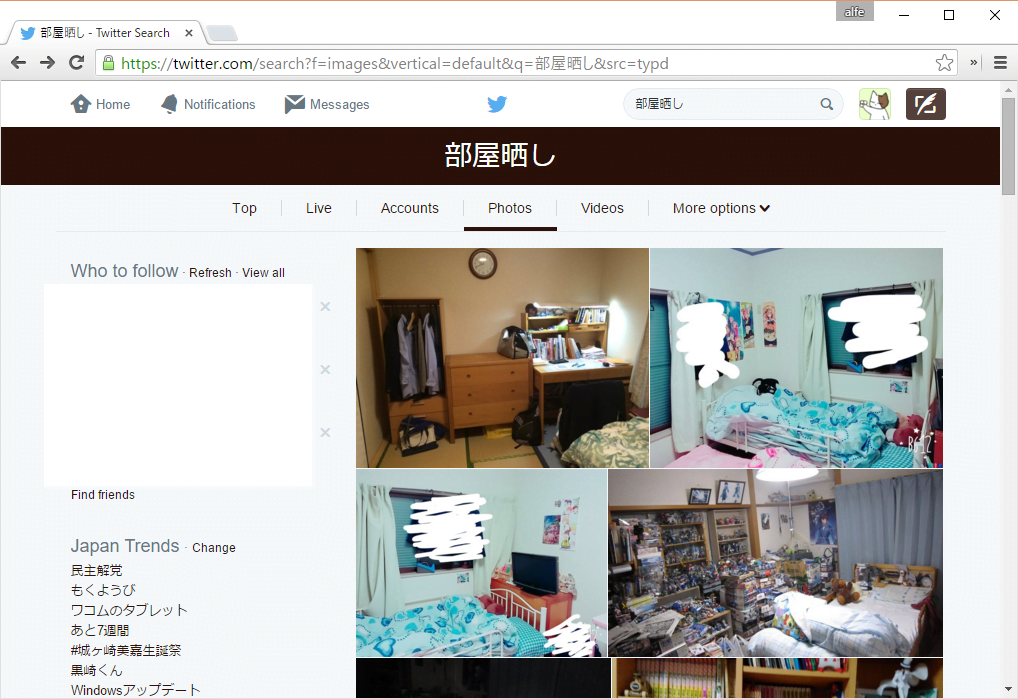 alfe
部屋晒し - Twitter Search
https://twitter.com/search?f=images&vertical=default&q=部屋晒し&src=typd
Home
Notifications
Messages
部屋晒し
部屋晒し
Top
Live
Accounts
Photos
Videos
More options
Who to follow · Refresh · View all
Find friends
Japan Trends · Change
民主解党
もくようび
ワコムのタブレット
あと7週間
#城ヶ崎美嘉生誕祭
黒崎くん
Windowsアップデート
B612